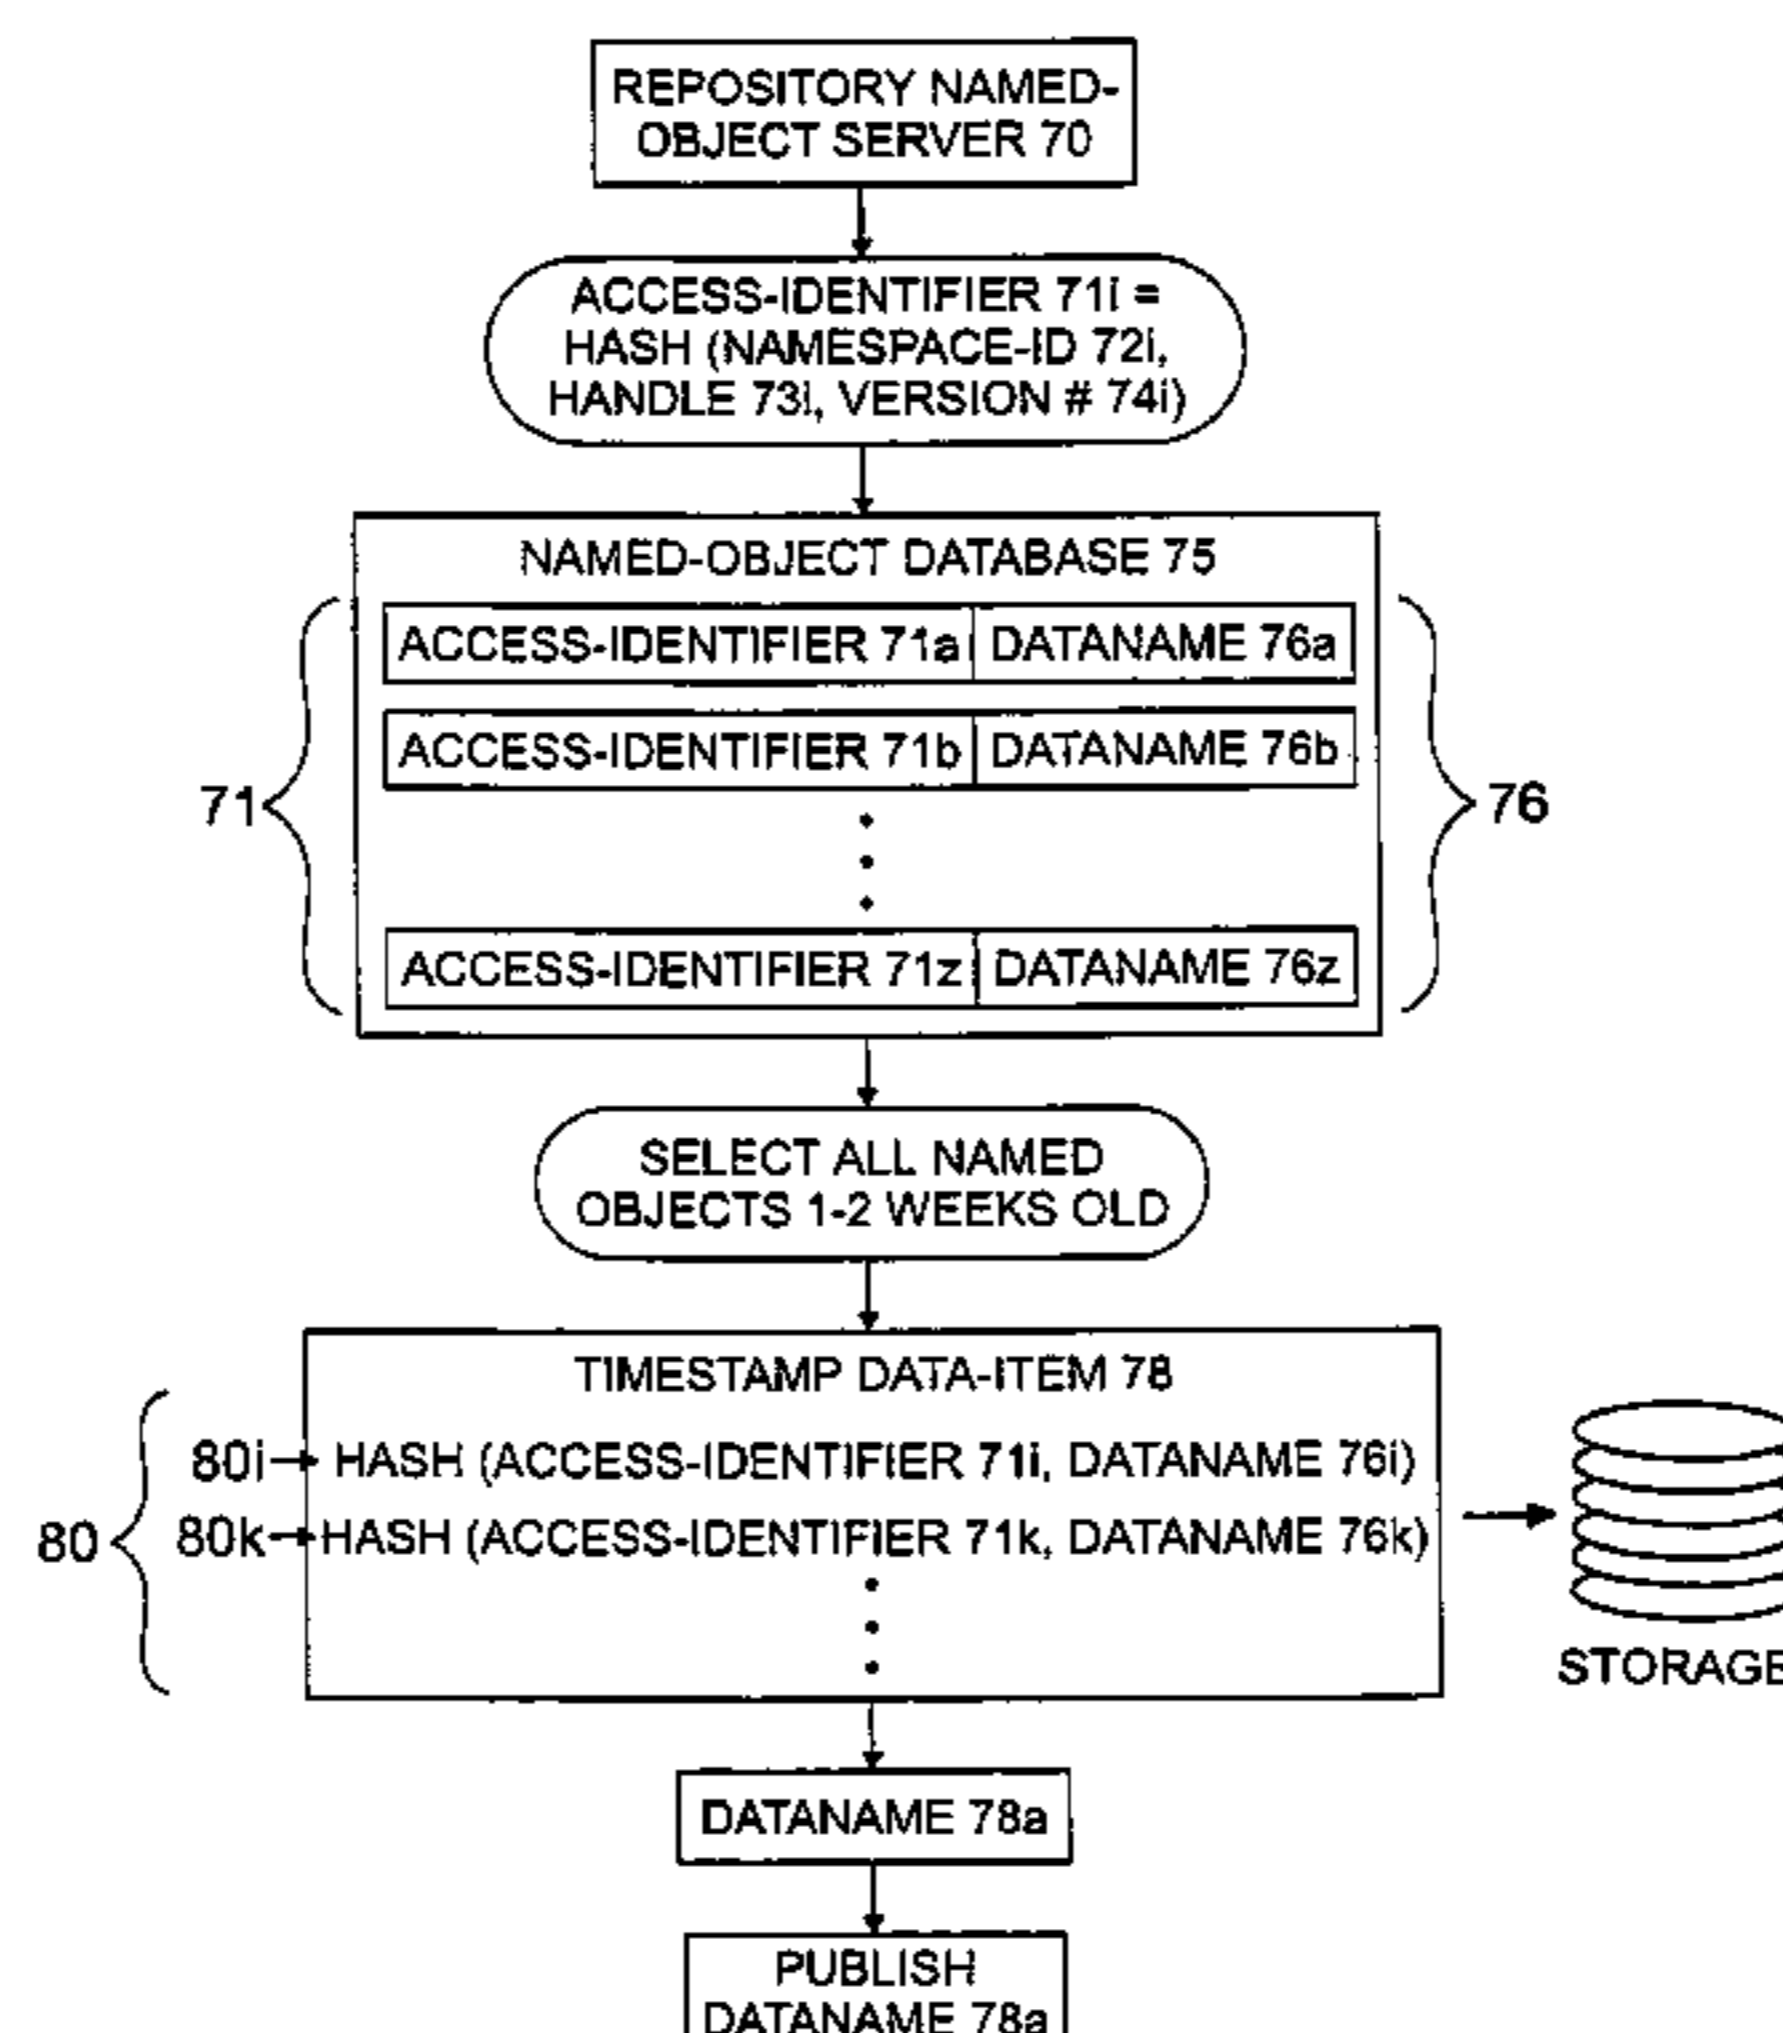 REPOSITORY NAMED-
OBJECT SERVER 70
ACCESS-IDENTIFIER 71i =
HASH (NAMESPACE-ID 72i,
HANDLE 73i, VERSION # 74i)
NAMED-OBJECT DATABASE 75
ACCESS-IDENTIFIER 71a DATANAME 76a
ACCESS-IDENTIFIER 71b DATANAME 76b
71
76
ACCESS-IDENTIFIER 71z DATANAME 76z
SELECT ALL NAMED
OBJECTS 1-2 WEEKS OLD
TIMESTAMP DATA-ITEM 78
80i HASH (ACCESS-IDENTIFIER 71i, DATANAME 76i)
80 80k HASH (ACCESS-IDENTIFIER 71k, DATANAME 76k)
STORAGE
DATANAME 78a
PUBLISH
DATANAME 78a